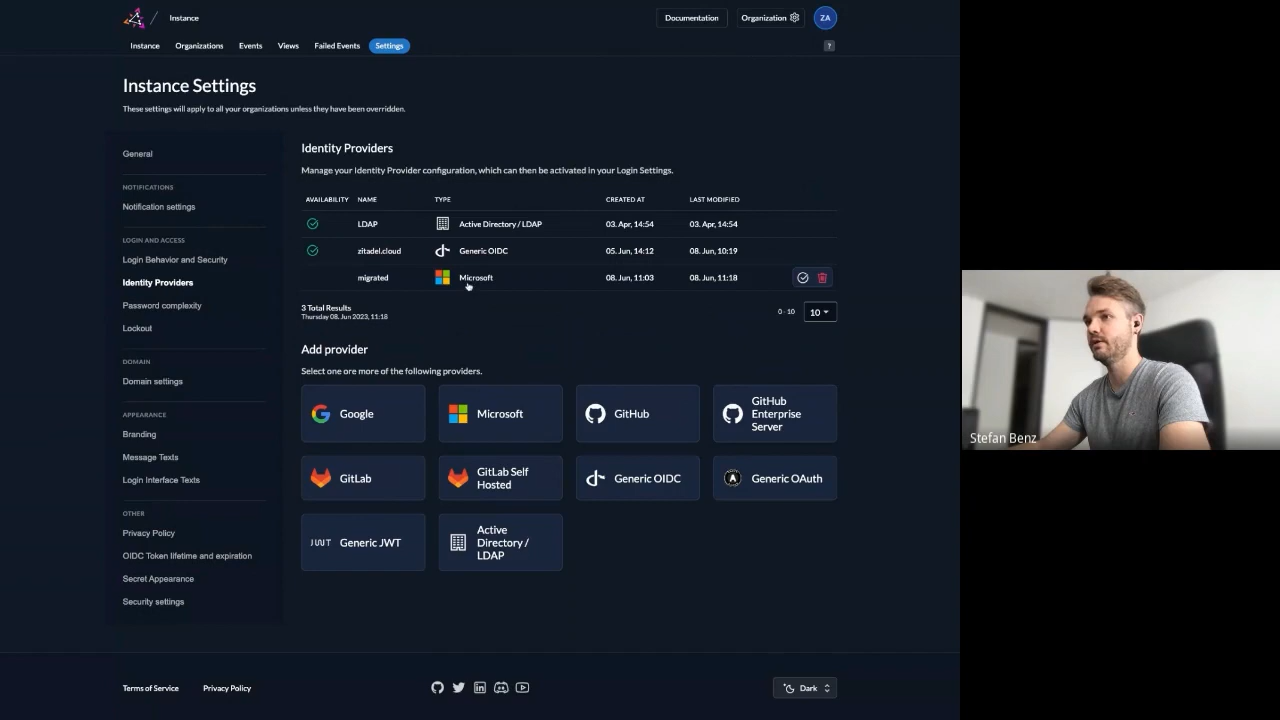 Instance
Documentation
Organization
ZA
Instance
Organizations
Events
Views
Failed Events
Settings
?
Instance Settings
These settings will apply to all your organizations unless they have been overridden.
General
NOTIFICATIONS
Notification settings
LOGIN AND ACCESS
Login Behavior and Security
Identity Providers
Password complexity
Lockout
DOMAIN
Domain settings
APPEARANCE
Branding
Message Texts
Login Interface Texts
OTHER
Privacy Policy
OIDC Token lifetime and expiration
Secret Appearance
Security settings
Identity Providers
Manage your Identity Provider configuration, which can then be activated in your Login Settings.
AVAILABILITY NAME TYPE CREATED AT LAST MODIFIED
LDAP Active Directory / LDAP 03. Apr, 14:54 03. Apr, 14:54
zitadel.cloud Generic OIDC 05. Jun, 14:12 08. Jun, 10:19
migrated Microsoft 08. Jun, 11:03 08. Jun, 11:18
3 Total Results
Thursday 08. Jun 2023, 11:18
0 - 10
10
Add provider
Select one ore more of the following providers.
Google
Microsoft
GitHub
GitHub
Enterprise
Server
GitLab
GitLab Self
Hosted
Generic OIDC
A
Generic OAuth
JWT Generic JWT
Active
Directory /
LDAP
Terms of Service
Privacy Policy
Dark
Stefan Benz